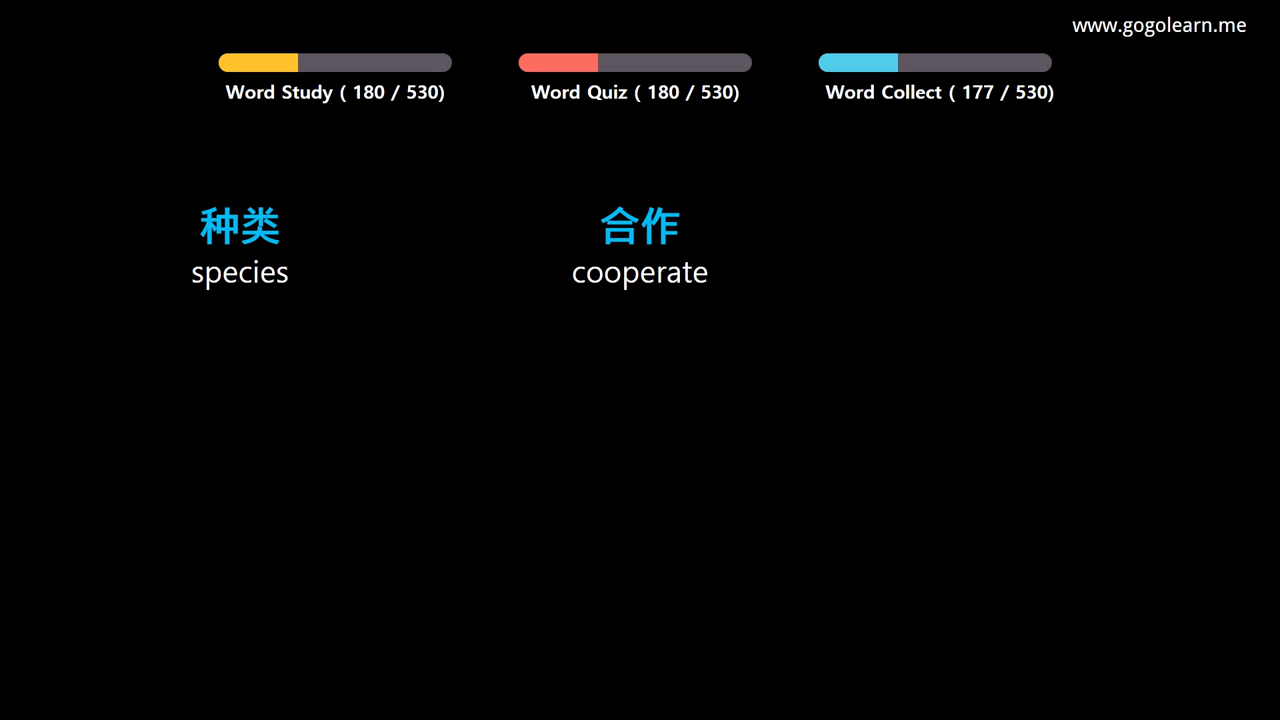 www.gogolearn.me
Word Study ( 180 / 530)
Word Quiz ( 180 / 530)
Word Collect ( 177 / 530)
种类
species
合作
cooperate